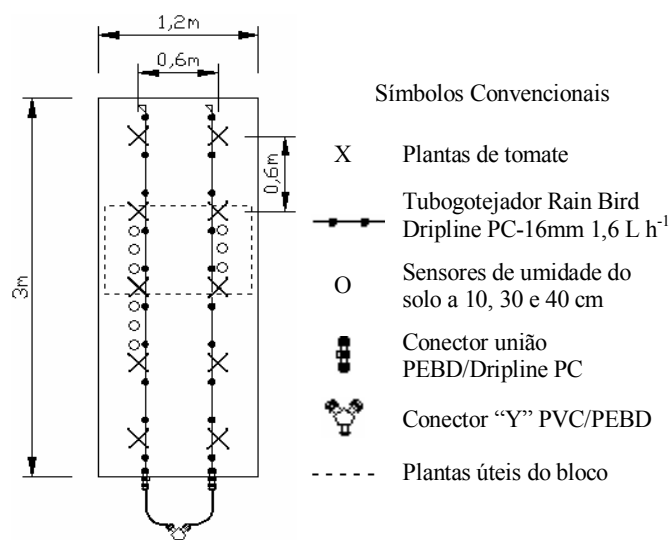 1,2m
0,6m
0,6m
3m
Símbolos Convencionais
X Plantas de tomate
Tubogotejador Rain Bird
Dripline PC-16mm 1,6 L h⁻¹
O Sensores de umidade do
solo a 10, 30 e 40 cm
Conector união
PEBD/Dripline PC
Conector “Y” PVC/PEBD
Plantas úteis do bloco